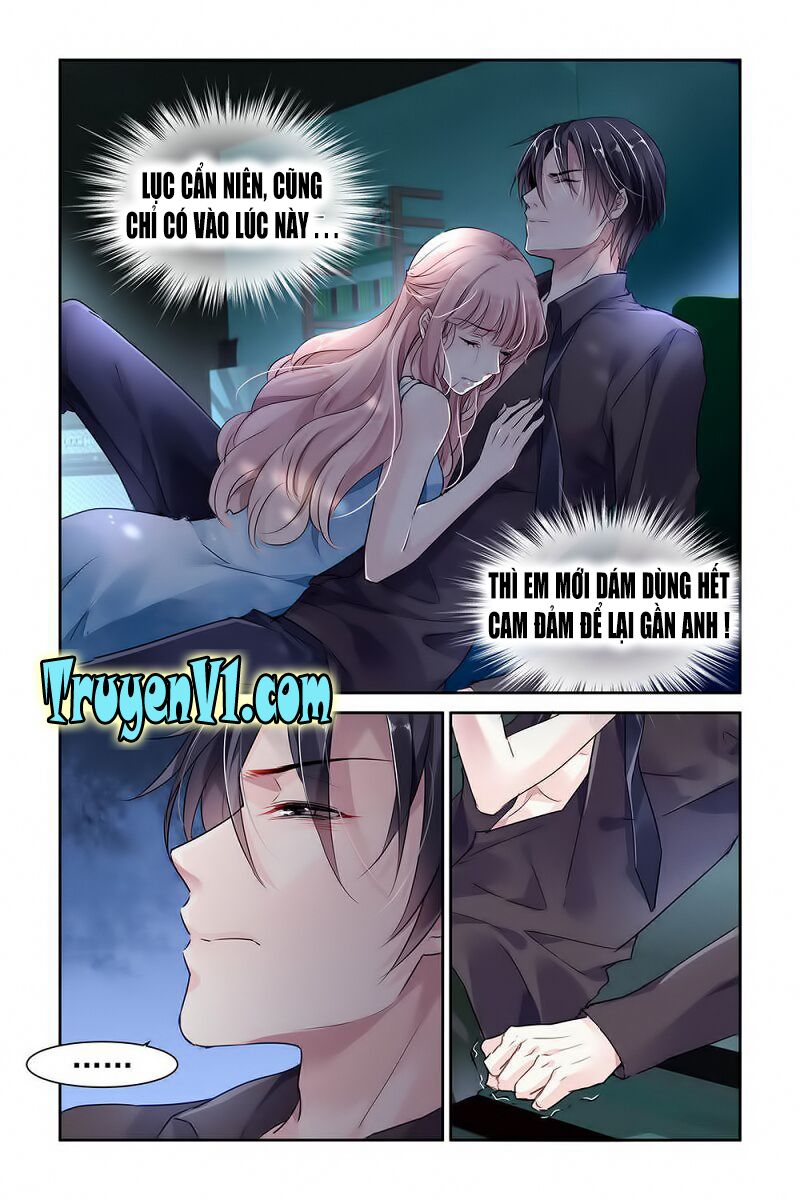 LỤC CẨN NIÊN, CŨNG
CHỈ CÓ VÀO LÚC NÀY . . .
THÌ EM MỚI DÁM DÙNG HẾT
CAM ĐẢM ĐỂ LẠI GẦN ANH !
TruyenV1.com
......